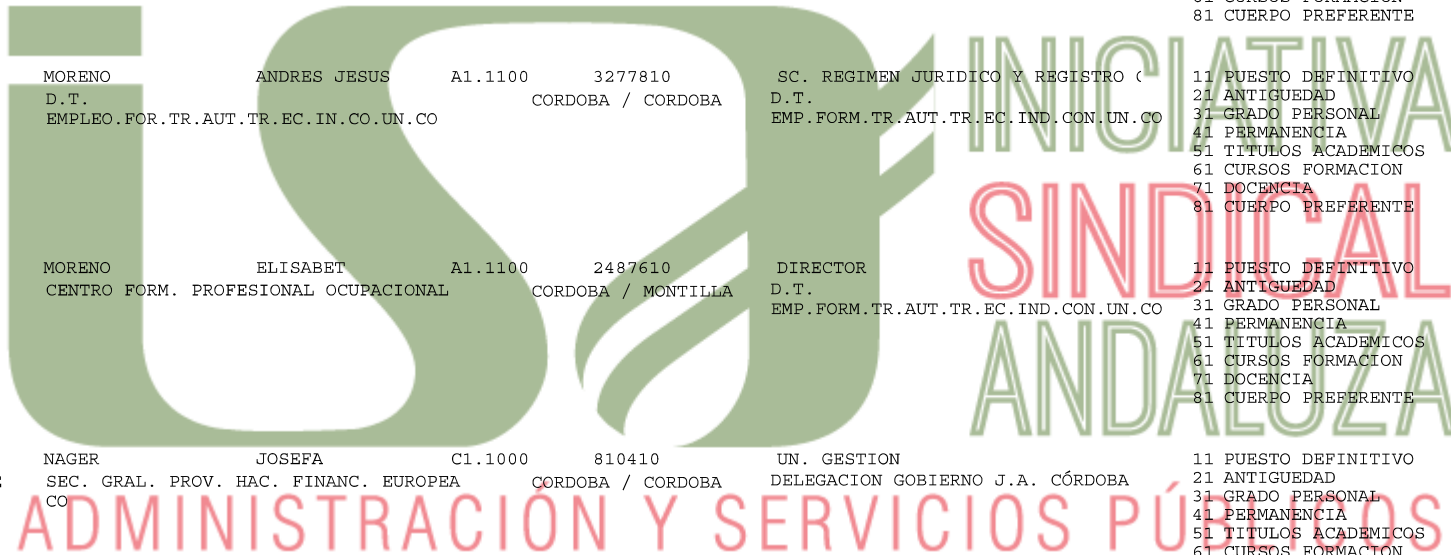 81 CUERPO PREFERENTE
MORENO ANDRES JESUS A1.1100 3277810 SC. REGIMEN JURIDICO Y REGISTRO 11 PUESTO DEFINITIVO
D.T. CORDOBA / CORDOBA D.T. 21 ANTIGUEDAD
EMPLEO.FOR.TR.AUT.TR.EC.IN.CO.UN.CO EMP.FORM.TR.AUT.TR.EC.IND.CON.UN.CO 31 GRADO PERSONAL
41 PERMANENCIA
51 TITULOS ACADEMICOS
61 CURSOS FORMACION
71 DOCENCIA
81 CUERPO PREFERENTE
MORENO ELISABET A1.1100 2487610 DIRECTOR 11 PUESTO DEFINITIVO
CENTRO FORM. PROFESIONAL OCUPACIONAL CORDOBA / MONTILLA D.T. 21 ANTIGUEDAD
EMP.FORM.TR.AUT.TR.EC.IND.CON.UN.CO 31 GRADO PERSONAL
41 PERMANENCIA
51 TITULOS ACADEMICOS
61 CURSOS FORMACION
71 DOCENCIA
81 CUERPO PREFERENTE
NAGER JOSEFA C1.1000 810410 UN. GESTION 11 PUESTO DEFINITIVO
SEC. GRAL. PROV. HAC. FINANC. EUROPEA CORDOBA / CORDOBA DELEGACION GOBIERNO J.A. CÓRDOBA 21 ANTIGUEDAD
CO 31 GRADO PERSONAL
41 PERMANENCIA
51 TITULOS ACADEMICOS
61 CURSOS FORMACION
isa
INICIATIVA
SINDICAL
ANDALUZA
ADMINISTRACIÓN Y SERVICIOS PÚBLICOS